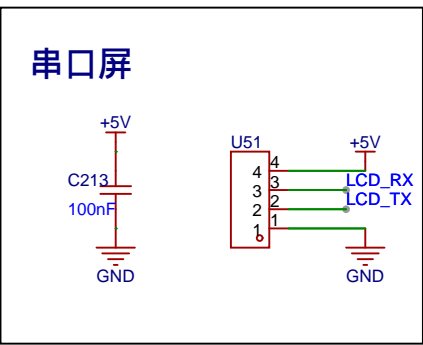 串口屏
+5V
C213
100nF
GND
U51
+5V
4 4
3 3 LCD_RX
2 2 LCD_TX
1 1
GND